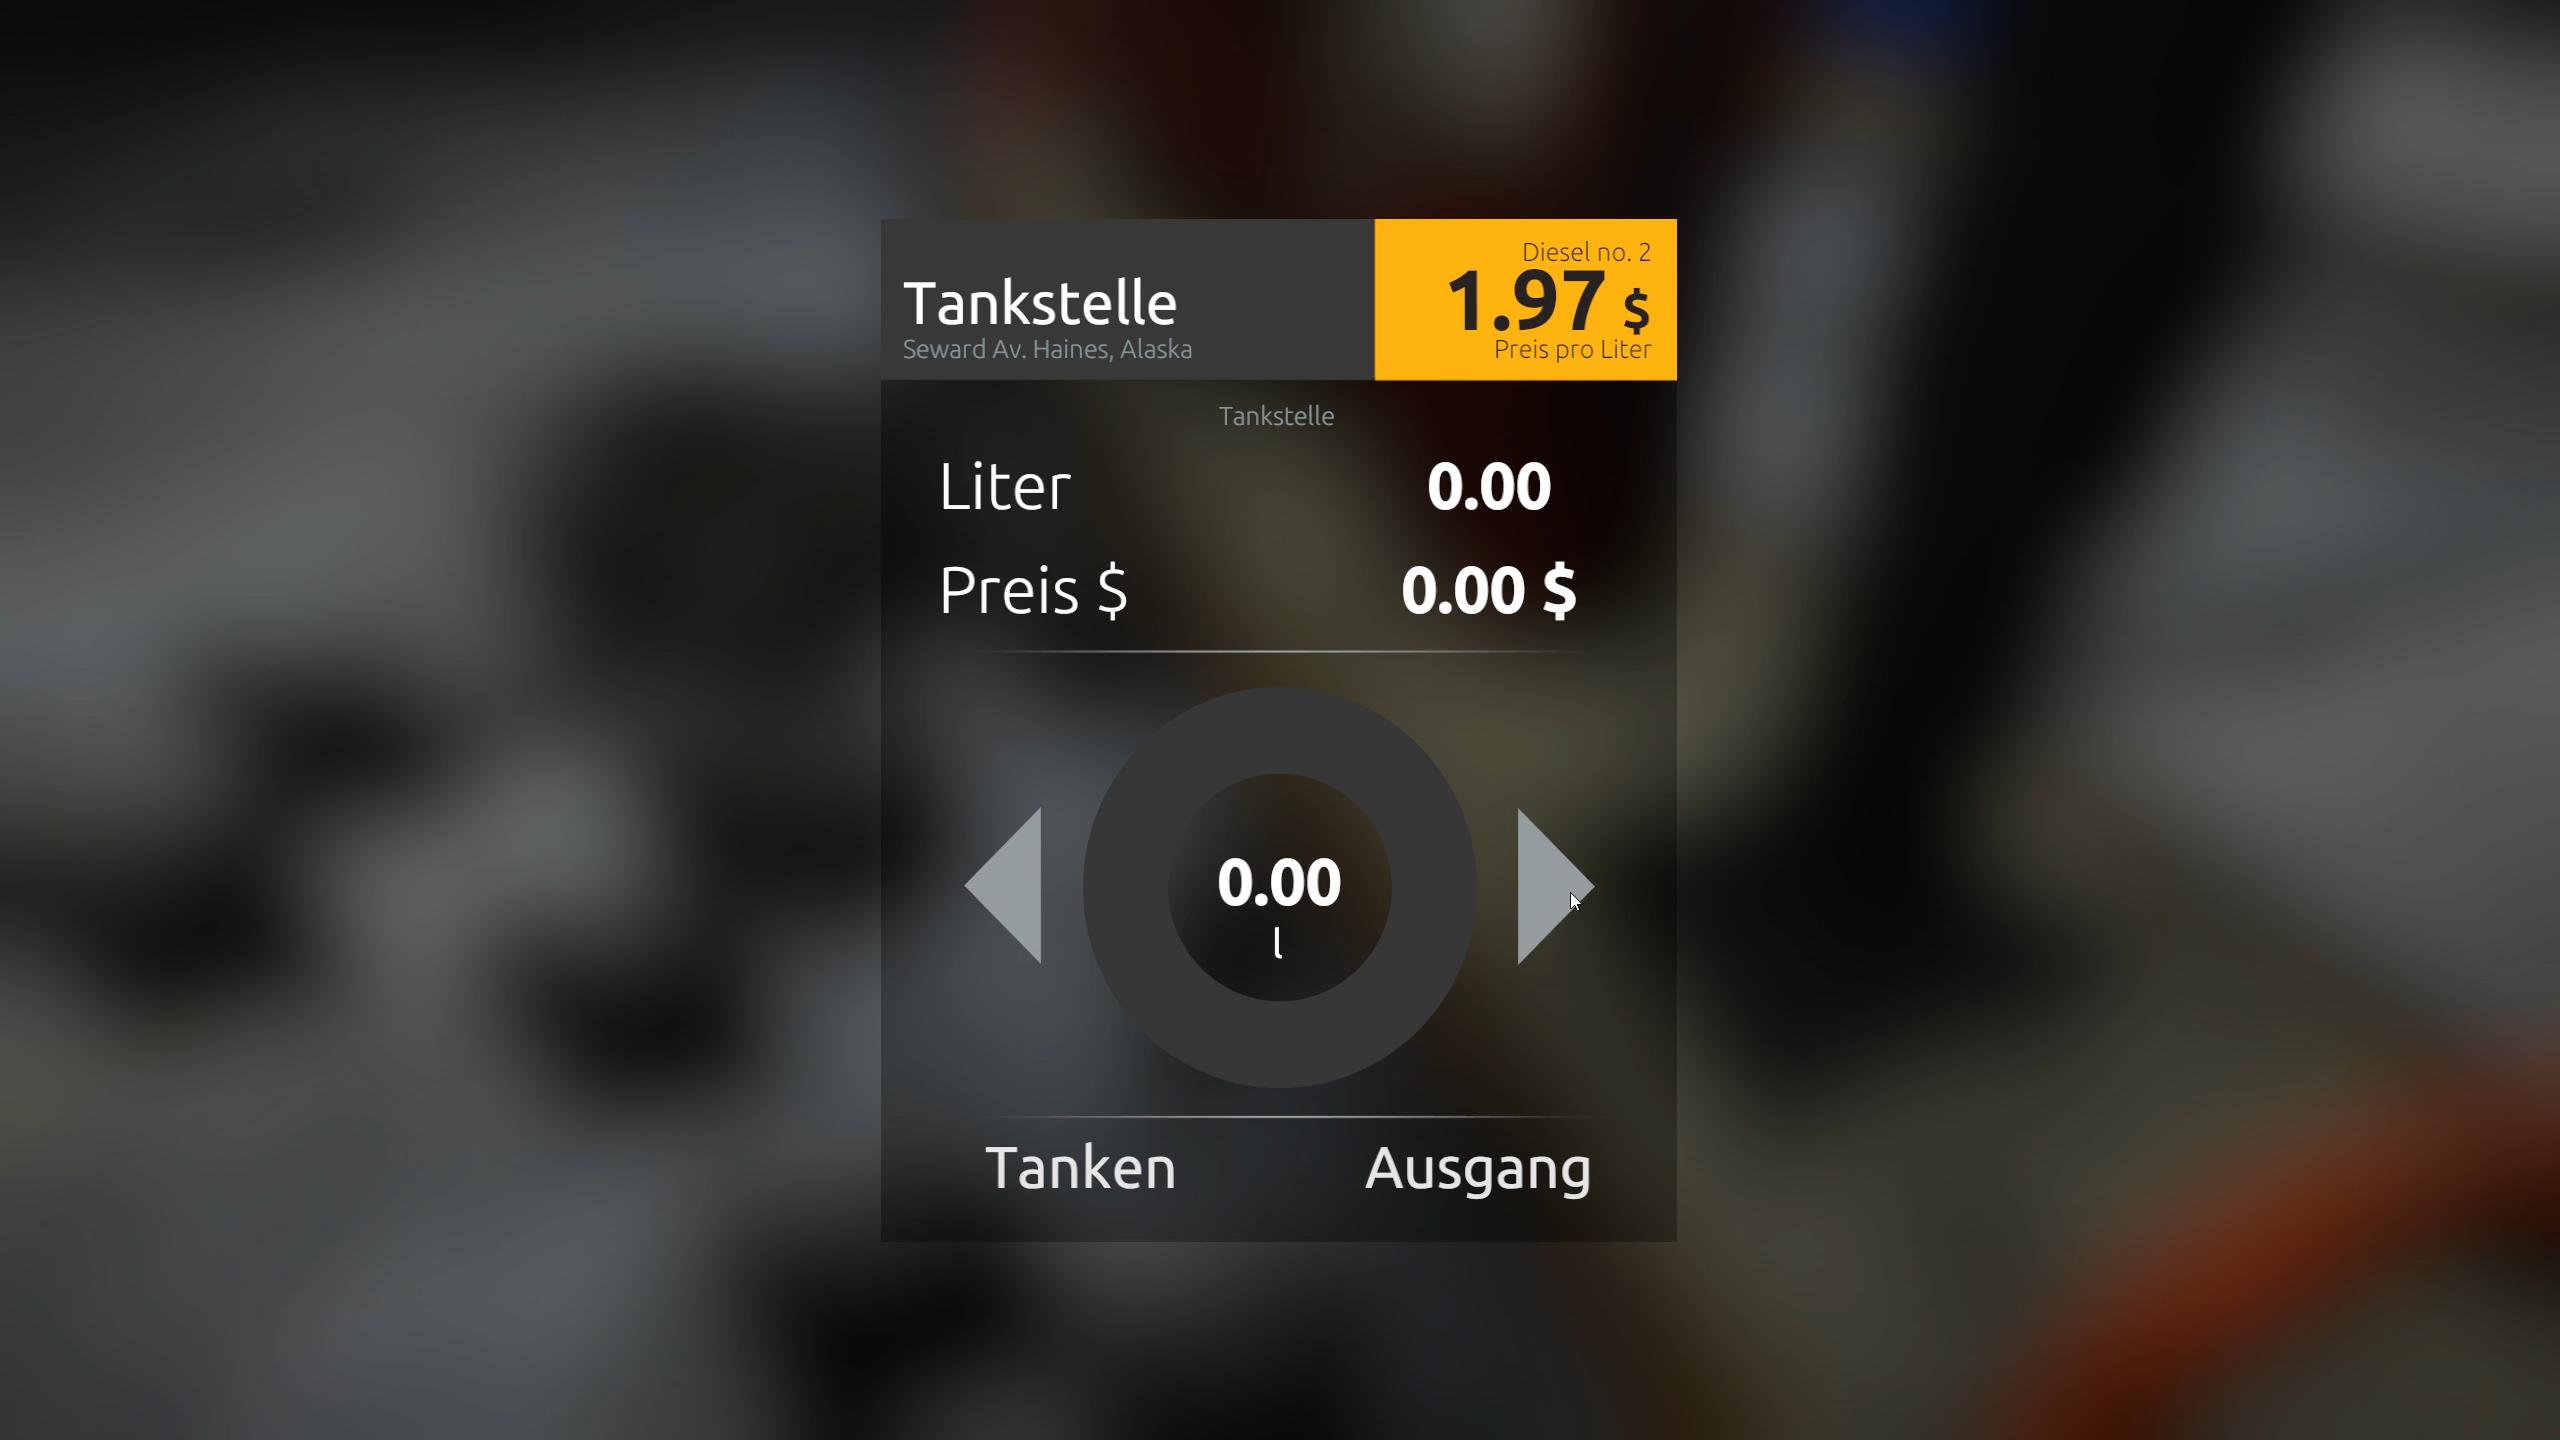 Tankstelle
Seward Av. Haines, Alaska
Diesel no. 2
1.97 $
Preis pro Liter
Tankstelle
Liter 0.00
Preis $ 0.00 $
0.00
l
Tanken Ausgang